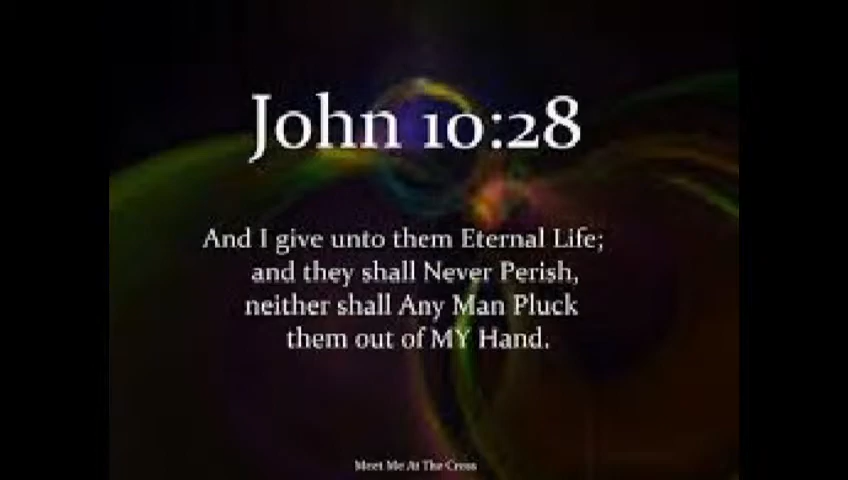 John 10:28
And I give unto them Eternal Life;
and they shall Never Perish,
neither shall Any Man Pluck
them out of MY Hand.
Meet Me At The Cross